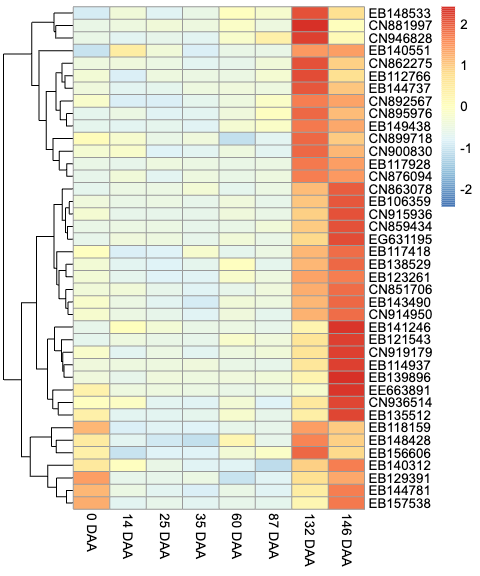 EB148533
CN881997
CN946828
EB140551
CN862275
EB112766
EB144737
CN892567
CN895976
EB149438
CN899718
CN900830
EB117928
CN876094
CN863078
EB106359
CN915936
CN859434
EG631195
EB117418
EB138529
EB123261
CN851706
EB143490
CN914950
EB141246
EB121543
CN919179
EB114937
EB139896
EE663891
CN936514
EB135512
EB118159
EB148428
EB156606
EB140312
EB129391
EB144781
EB157538
2
1
0
-1
-2
0 DAA
14 DAA
25 DAA
35 DAA
60 DAA
87 DAA
132 DAA
146 DAA